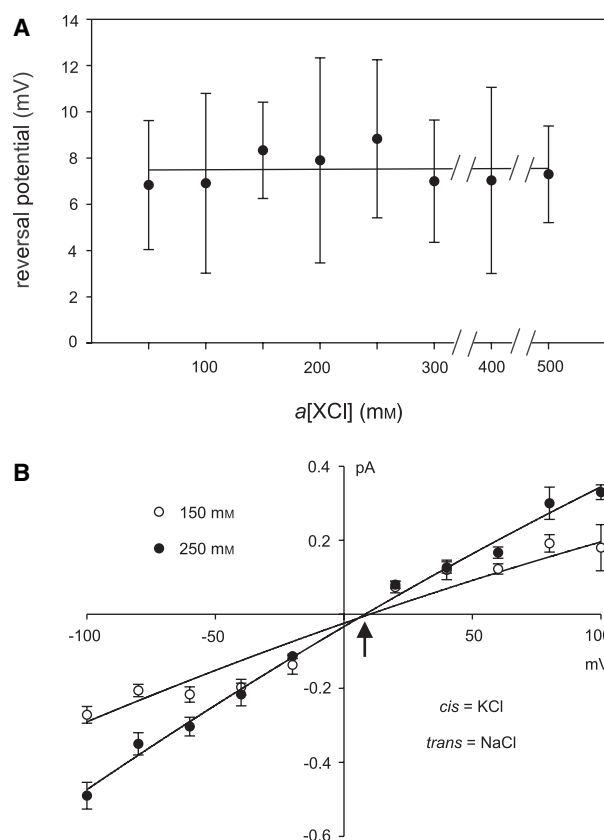 A
reversal potential (mV)
14
12
10
8
6
4
2
0
100 200 300 400 500
a[XCl] (mM)
B
0.4 pA
150 mM
250 mM
0.2
-100 -50 50 100
mV
-0.2
cis = KCl
trans = NaCl
-0.4
-0.6